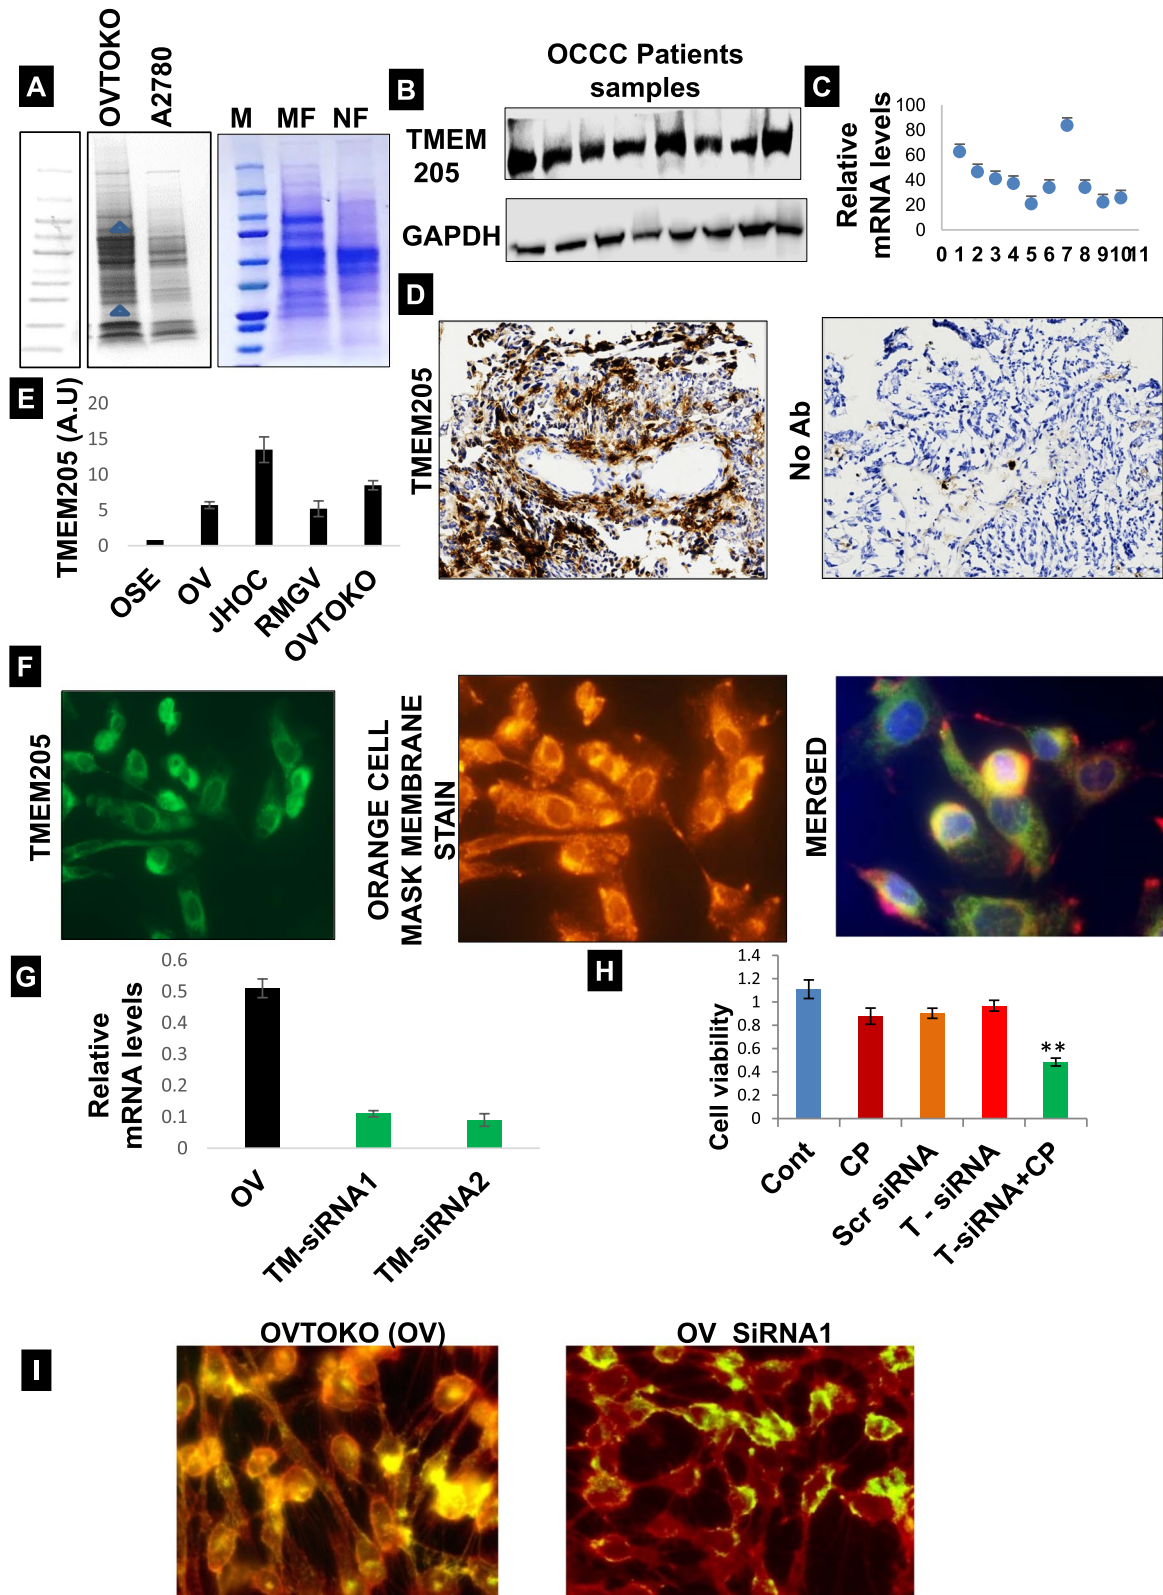 A
OVTOKO
A2780
M MF NF
B
OCCC Patients
samples
TMEM
205
GAPDH
C
Relative
mRNA levels
100
80
60
40
20
0
0 1 2 3 4 5 6 7 8 9 10 11
D
TMEM205
No Ab
E
TMEM205 (A.U)
20
15
10
5
0
OSE
OV
JHOC
RMGV
OVTOKO
F
TMEM205
ORANGE CELL
MASK MEMBRANE
STAIN
MERGED
G
Relative
mRNA levels
0.6
0.5
0.4
0.3
0.2
0.1
0
OV
TM-siRNA1
TM-siRNA2
H
Cell viability
1.4
1.2
1
0.8
0.6
0.4
0.2
0
**
Cont
CP
Scr siRNA
T - siRNA
T-siRNA+CP
I
OVTOKO (OV)
OV SiRNA1